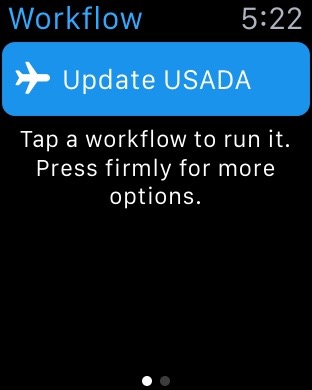 Workflow 5:22
Update USADA
Tap a workflow to run it.
Press firmly for more
options.